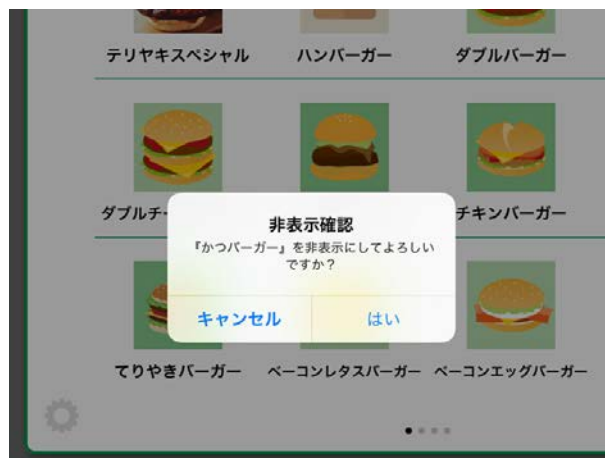 テリヤキスペシャル
ハンバーガー
ダブルバーガー
ダブルチー
チキンバーガー
非表示確認
『かつバーガー』を非表示にしてよろしい
ですか？
キャンセル
はい
てりやきバーガー
ベーコンレタスバーガー
ベーコンエッグバーガー